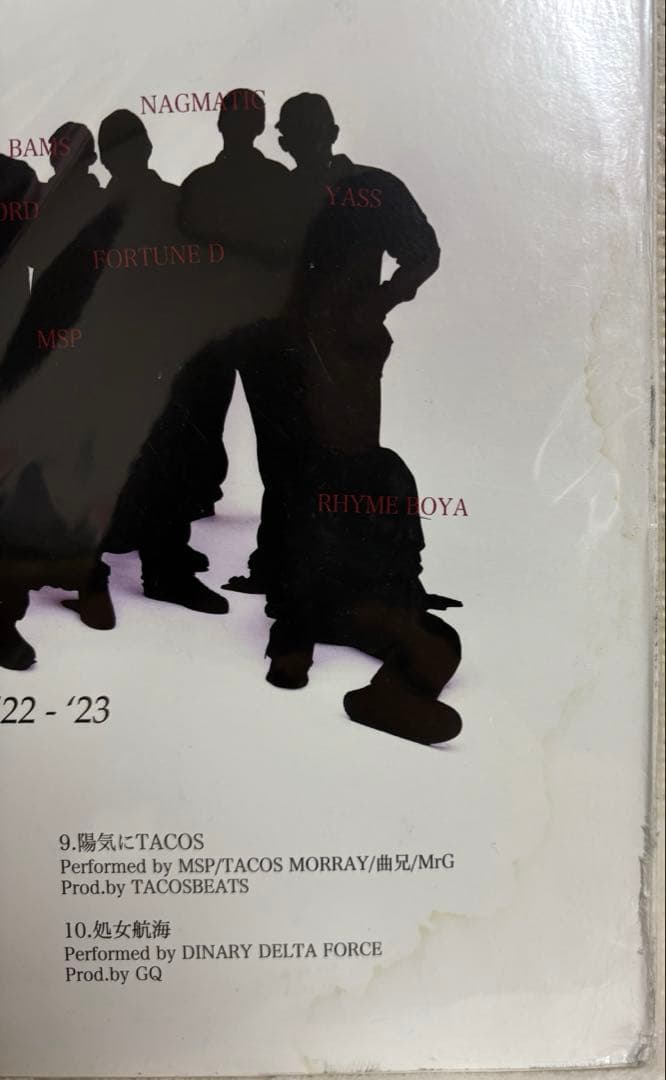 NAGMATIC
BAMS
YASS
ORD
FORTUNE D
MSP
RHYME BOYA
'22 - ‘23
9.陽気にTACOS
Performed by MSP/TACOS MORRAY/曲兄/MrG
Prod.by TACOSBEATS
10.処女航海
Performed by DINARY DELTA FORCE
Prod.by GQ